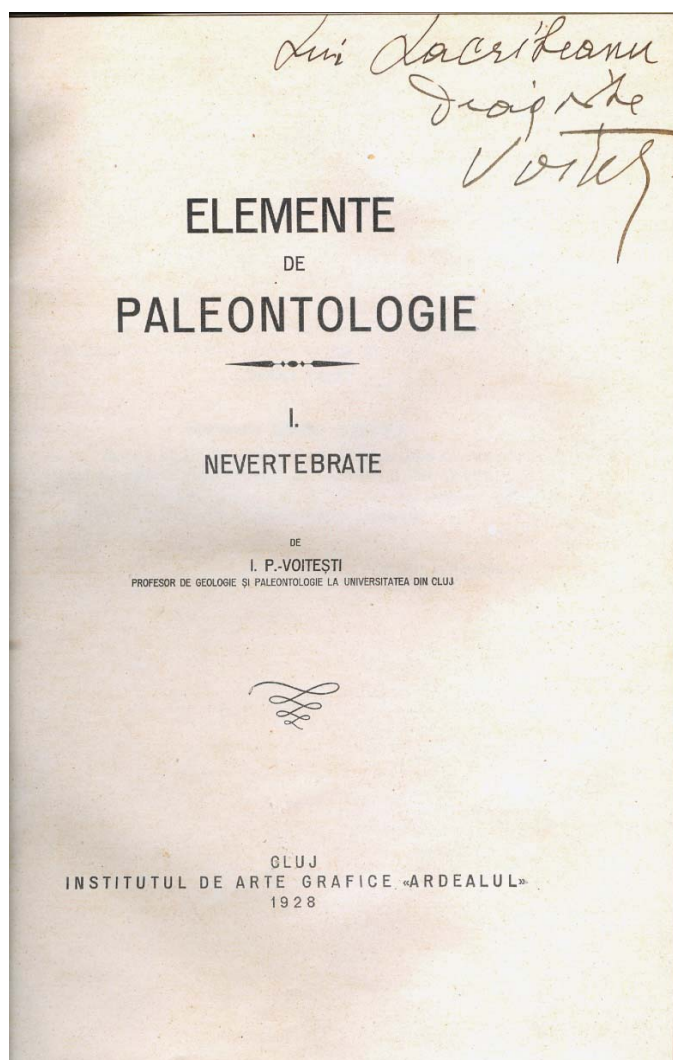 Lui Lacriteanu
Dragoste
Voitești
ELEMENTE
DE
PALEONTOLOGIE
I.
NEVERTEBRATE
DE
I. P.-VOITEȘTI
PROFESOR DE GEOLOGIE ȘI PALEONTOLOGIE LA UNIVERSITATEA DIN CLUJ
CLUJ
INSTITUTUL DE ARTE GRAFICE «ARDEALUL»
1928